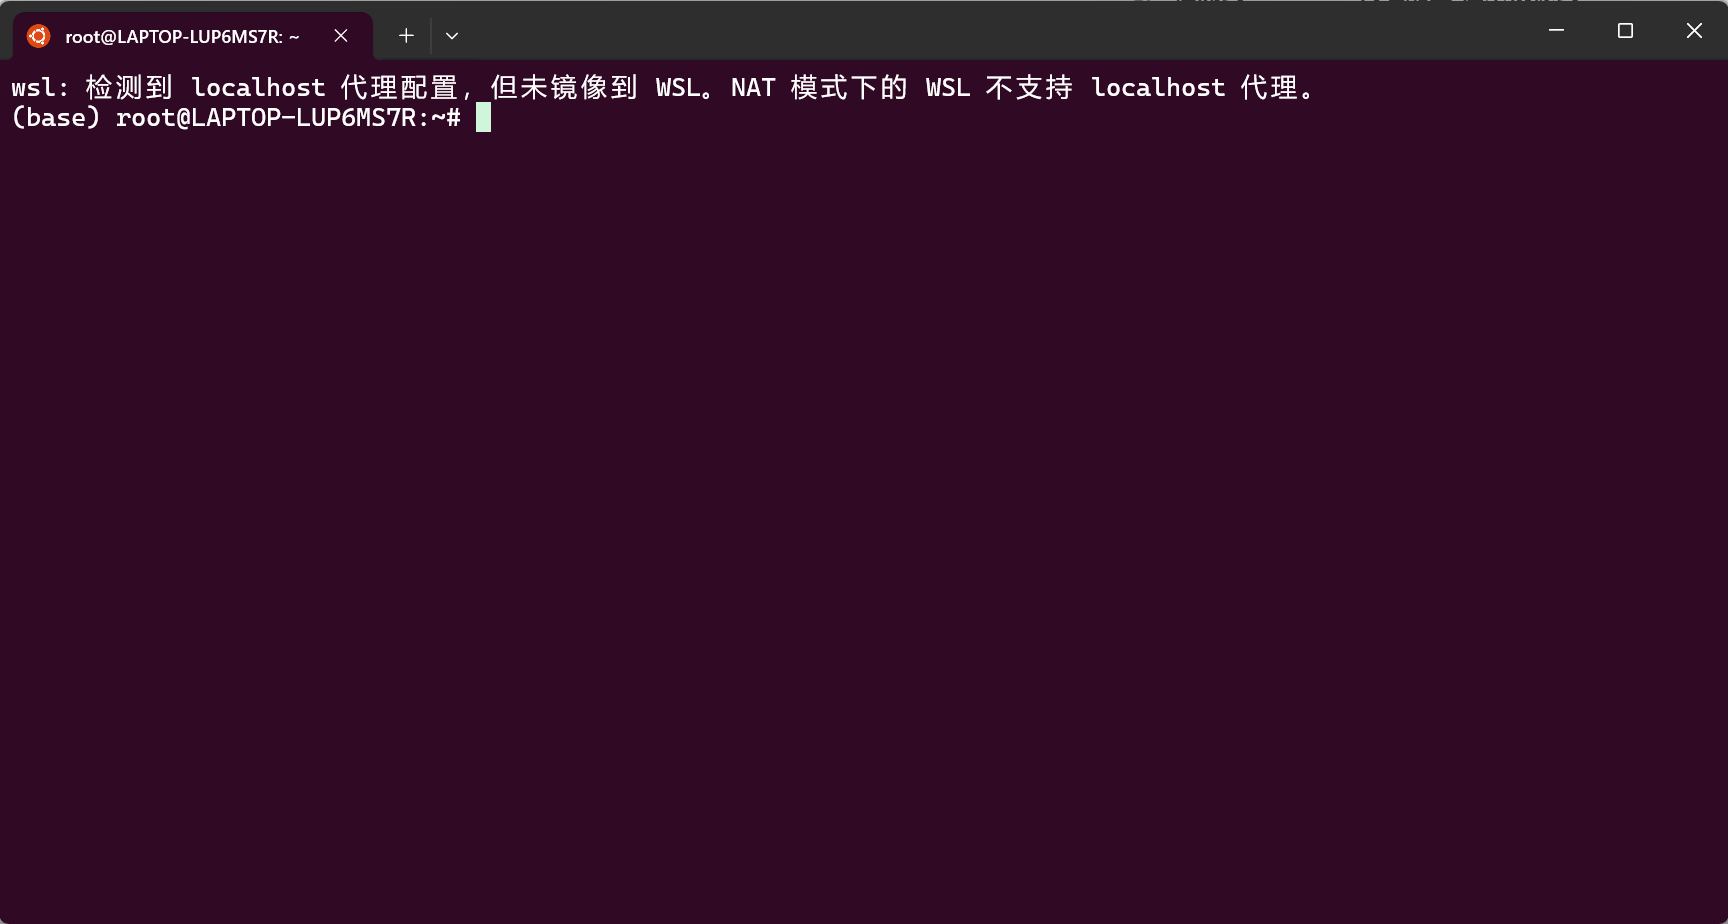 root@LAPTOP-LUP6MS7R: ~
wsl: 检测到 localhost 代理配置，但未镜像到 WSL。NAT 模式下的 WSL 不支持 localhost 代理。
(base) root@LAPTOP-LUP6MS7R:~#